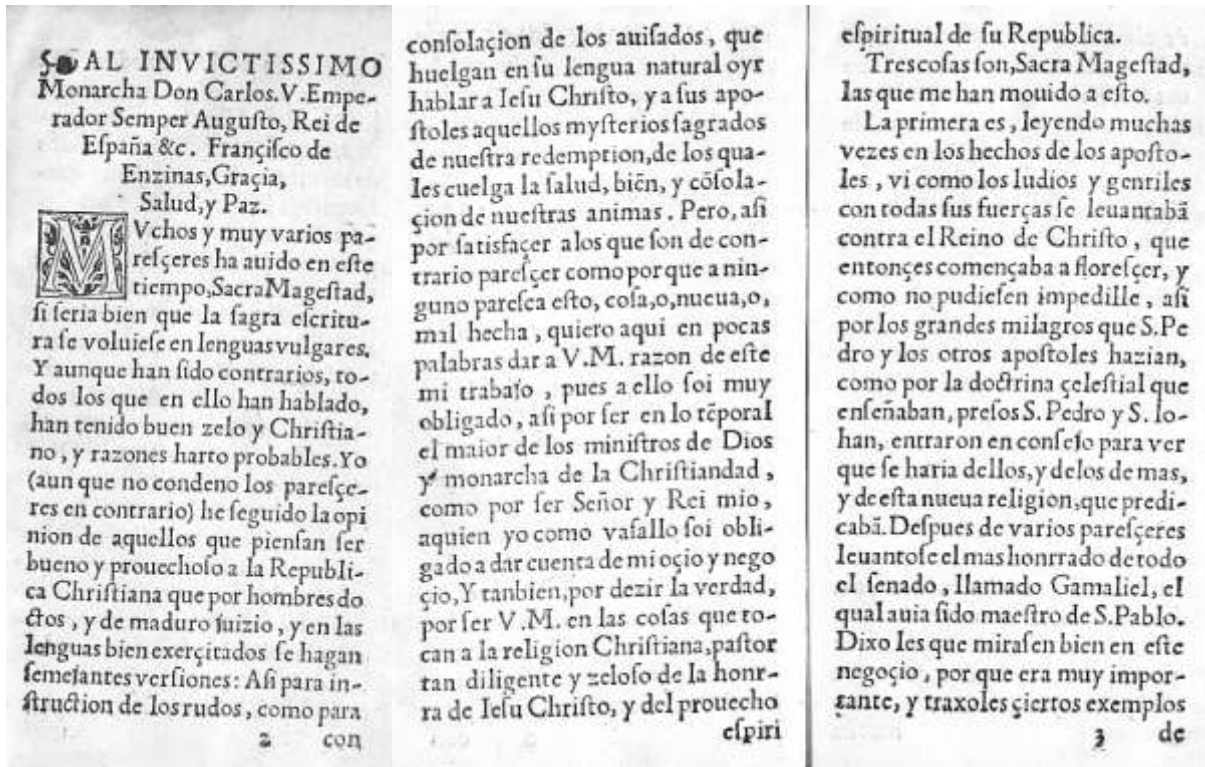 AL INVICTISSIMO
Monarcha Don Carlos.V.Empe-
rador Semper Auguſto, Rei de
Eſpaña &c. Françiſco de
Enzinas,Graçia,
Salud,y Paz.
MVchos y muy varios pa-
reſçeres ha auido en eſte
tiempo,Sacra Mageſtad,
ſi ſeria bien que la ſagra eſcritu-
ra ſe voluieſe en lenguas vulgares.
Y aunque han ſido contrarios, to-
dos los que en ello han hablado,
han tenido buen zelo y Chriſtia-
no, y razones harto probables.Yo
(aun que no condeno los pareſçe-
res en contrario) he ſeguido la opi
nion de aquellos que pienſan ſer
bueno y prouechoſo a la Republi-
ca Chriſtiana que por hombres do
ctos, y de maduro iuizio, y en las
lenguas bien exerçitados ſe hagan
ſemeſantes verſiones: Aſi para in-
ſtruction de los rudos, como para
2 con
conſolaçion de los auiſados, que
huelgan en ſu lengua natural oyr
hablar a Ieſu Chriſto, y a ſus apo-
ſtoles aquellos myſterios ſagrados
de nueſtra redemption,de los qua-
les cuelga la ſalud, biẽn, y cõſola-
çion de nueſtras animas. Pero, aſi
por ſatisfaçer a los que ſon de con-
trario pareſçer como por que a nin-
guno pareſca eſto, coſa,o,nueua,o,
mal hecha, quiero aqui en pocas
palabras dar a V.M. razon de eſte
mi trabaſo, pues a ello ſoi muy
obligado, aſi por ſer en lo tẽporal
el maior de los miniſtros de Dios
y monarcha de la Chriſtiandad,
como por ſer Señor y Rei mio,
aquien yo como vaſallo ſoi obli-
gado a dar cuenta de mi oçio y nego
çio,Y tanbien,por dezir la verdad,
por ſer V.M. en las coſas que to-
can a la religion Chriſtiana,paſtor
tan diligente y zeloſo de la honr-
ra de Ieſu Chriſto, y del prouecho
eſpiri
eſpiritual de ſu Republica.
Tres coſas ſon,Sacra Mageſtad,
las que me han mouido a eſto.
La primera es, leyendo muchas
vezes en los hechos de los apoſto-
les, vi como los Iudios y gentiles
con todas ſus fuerças ſe leuantabã
contra el Reino de Chriſto, que
entonçes començaba a floreſçer, y
como no pudieſen impedille, aſi
por los grandes milagros que S.Pe
dro y los otros apoſtoles hazian,
como por la doctrina çeleſtial que
enſeñaban, preſos S. Pedro y S. Io-
han, entraron en conſeſo para ver
que ſe haria dellos,y delos de mas,
y de eſta nueua religion,que predi-
cabã.Deſpues de varios pareſçeres
leuantoſe el mas honrrado de todo
el ſenado, llamado Gamaliel, el
qual auia ſido maeſtro de S.Pablo.
Dixo les que miraſen bien en eſte
negoçio, por que era muy impor-
tante, y traxoles çiertos exemplos
3 de